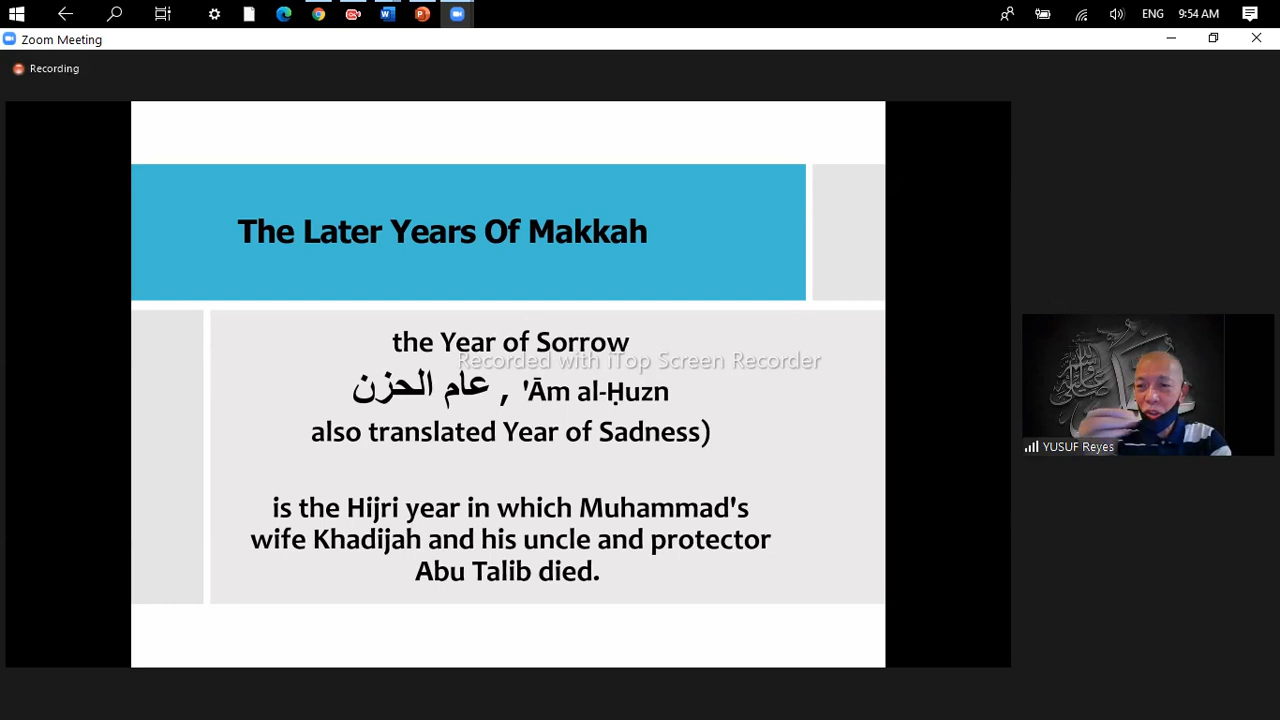 ENG
9:54 AM
Zoom Meeting
Recording
The Later Years Of Makkah
the Year of Sorrow
Recorded with iTop Screen Recorder
عام الحزن , 'Ām al-Ḥuzn
also translated Year of Sadness)
is the Hijri year in which Muhammad's
wife Khadijah and his uncle and protector
Abu Talib died.
YUSUF Reyes